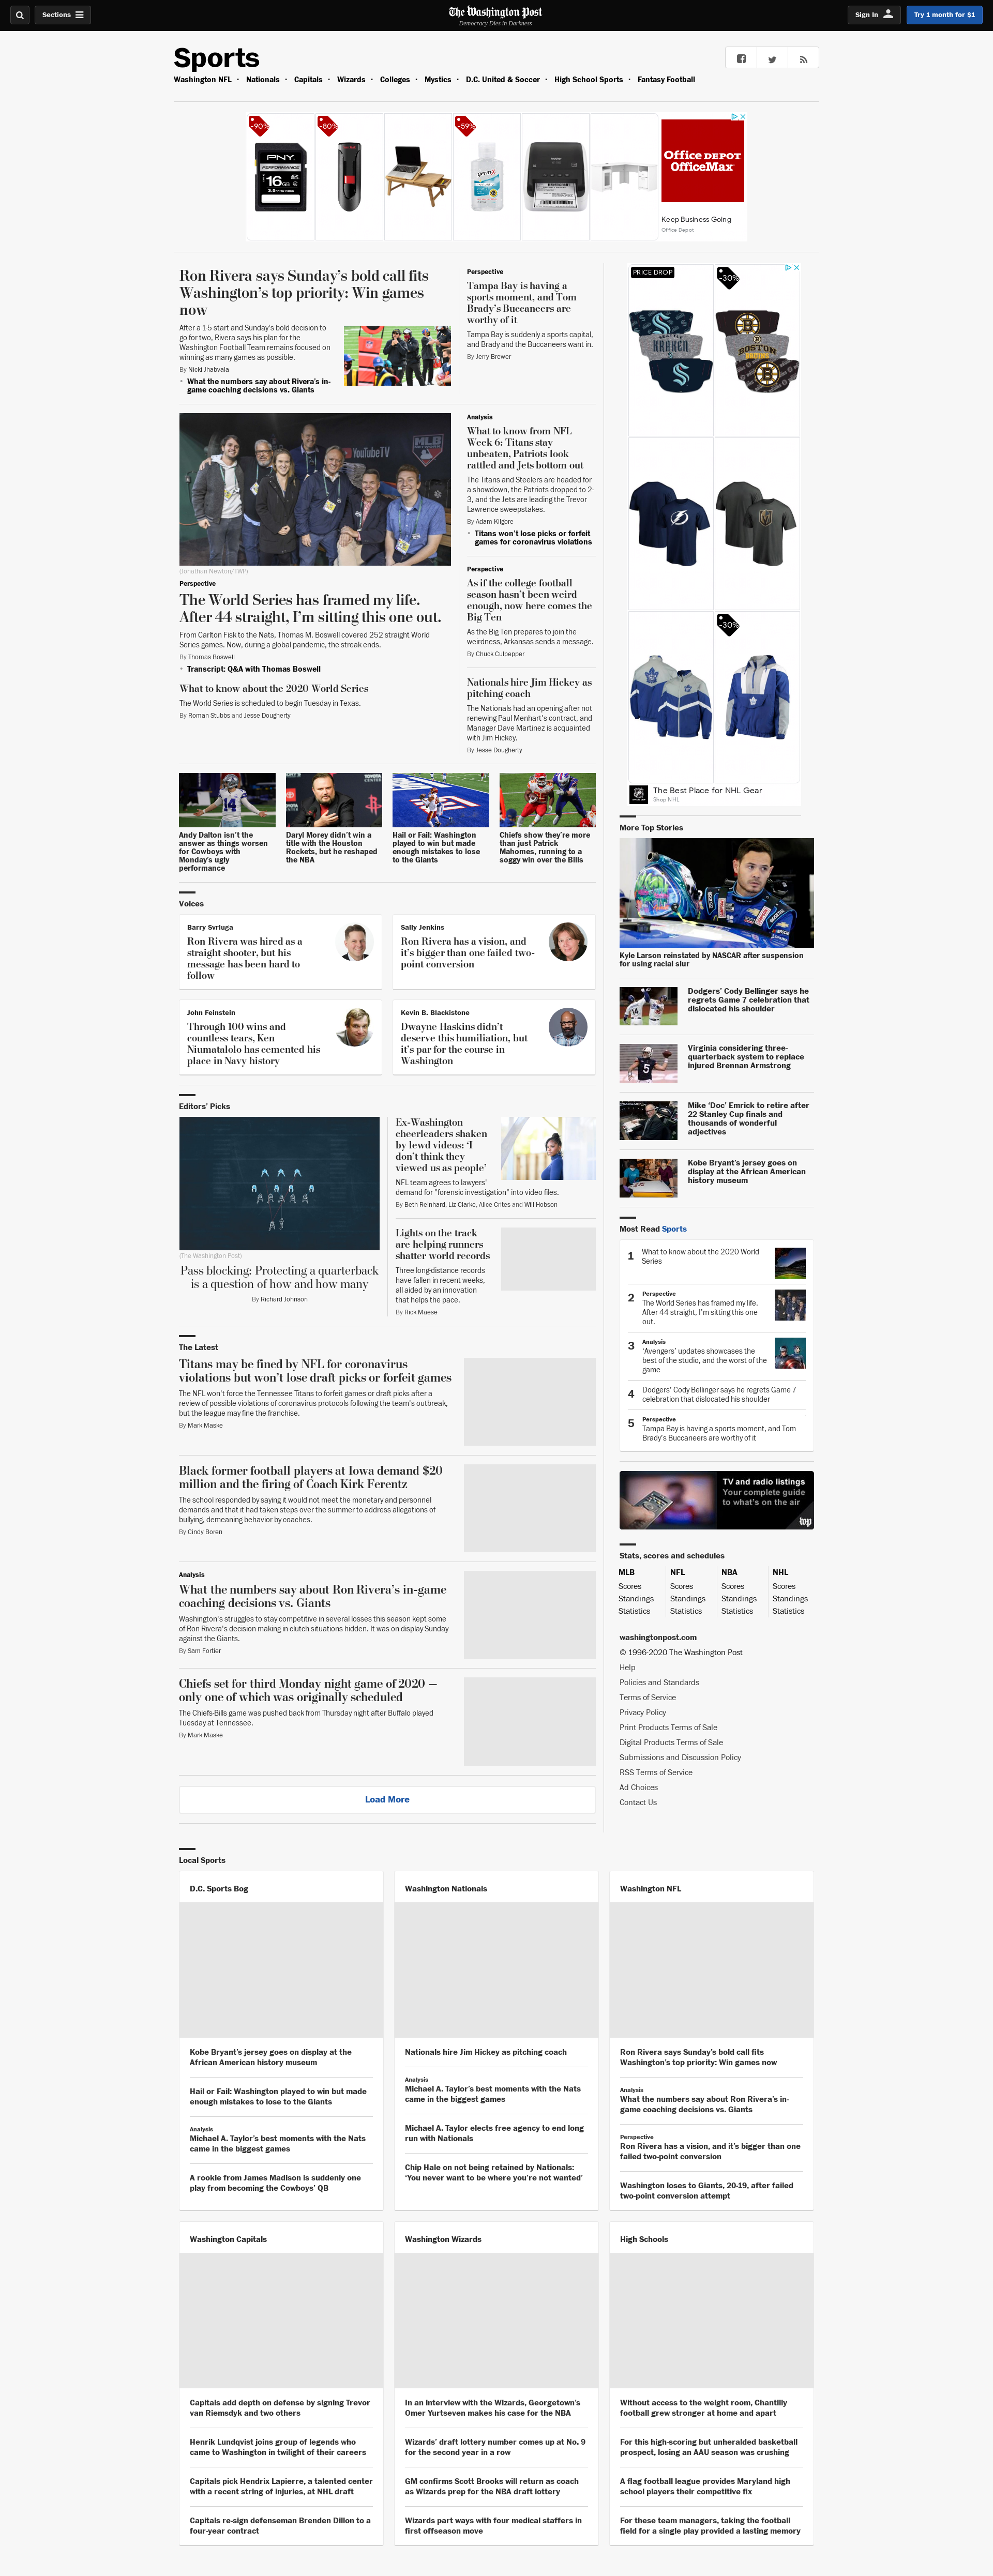 Sections
The Washington Post
Democracy Dies in Darkness
Sign In
Try 1 month for $1
Sports
Washington NFL • Nationals • Capitals • Wizards • Colleges • Mystics • D.C. United & Soccer • High School Sports • Fantasy Football
-90%
-80%
-59%
PNY
PERFORMANCE
16
Office DEPOT
OfficeMax
Keep Business Going
Office Depot
Ron Rivera says Sunday's bold call fits
Washington's top priority: Win games
now
After a 1-5 start and Sunday's bold decision to
go for two, Rivera says his plan for the
Washington Football Team remains focused on
winning as many games as possible.
By Nicki Jhabvala
• What the numbers say about Rivera's in-
game coaching decisions vs. Giants
Perspective
Tampa Bay is having a
sports moment, and Tom
Brady's Buccaneers are
worthy of it
Tampa Bay is suddenly a sports capital,
and Brady and the Buccaneers want in.
By Jerry Brewer
PRICE DROP
-30%
KRAKEN
BOSTON
BRUINS
YouTubeTV
MLB
(Jonathan Newton/TWP)
Perspective
The World Series has framed my life.
After 44 straight, I'm sitting this one out.
From Carlton Fisk to the Nats, Thomas M. Boswell covered 252 straight World
Series games. Now, during a global pandemic, the streak ends.
By Thomas Boswell
• Transcript: Q&A with Thomas Boswell
What to know about the 2020 World Series
The World Series is scheduled to begin Tuesday in Texas.
By Roman Stubbs and Jesse Dougherty
Analysis
What to know from NFL
Week 6: Titans stay
unbeaten, Patriots look
rattled and Jets bottom out
The Titans and Steelers are headed for
a showdown, the Patriots dropped to 2-
3, and the Jets are leading the Trevor
Lawrence sweepstakes.
By Adam Kilgore
• Titans won't lose picks or forfeit
games for coronavirus violations
Perspective
As if the college football
season hasn't been weird
enough, now here comes the
Big Ten
As the Big Ten prepares to join the
weirdness, Arkansas sends a message.
By Chuck Culpepper
Nationals hire Jim Hickey as
pitching coach
The Nationals had an opening after not
renewing Paul Menhart's contract, and
Manager Dave Martinez is acquainted
with Jim Hickey.
By Jesse Dougherty
-30%
The Best Place for NHL Gear
Shop NHL
Andy Dalton isn't the
answer as things worsen
for Cowboys with
Monday's ugly
performance
Daryl Morey didn't win a
title with the Houston
Rockets, but he reshaped
the NBA
Hail or Fail: Washington
played to win but made
enough mistakes to lose
to the Giants
Chiefs show they're more
than just Patrick
Mahomes, running to a
soggy win over the Bills
Voices
Barry Svrluga
Ron Rivera was hired as a
straight shooter, but his
message has been hard to
follow
Sally Jenkins
Ron Rivera has a vision, and
it's bigger than one failed two-
point conversion
John Feinstein
Through 100 wins and
countless tears, Ken
Niumatalolo has cemented his
place in Navy history
Kevin B. Blackistone
Dwayne Haskins didn't
deserve this humiliation, but
it's par for the course in
Washington
Editors' Picks
(The Washington Post)
Pass blocking: Protecting a quarterback
is a question of how and how many
By Richard Johnson
Ex-Washington
cheerleaders shaken
by lewd videos: 'I
don't think they
viewed us as people'
NFL team agrees to lawyers'
demand for "forensic investigation" into video files.
By Beth Reinhard, Liz Clarke, Alice Crites and Will Hobson
Lights on the track
are helping runners
shatter world records
Three long-distance records
have fallen in recent weeks,
all aided by an innovation
that helps the pace.
By Rick Maese
The Latest
Titans may be fined by NFL for coronavirus
violations but won't lose draft picks or forfeit games
The NFL won't force the Tennessee Titans to forfeit games or draft picks after a
review of possible violations of coronavirus protocols following the team's outbreak,
but the league may fine the franchise.
By Mark Maske
Black former football players at Iowa demand $20
million and the firing of Coach Kirk Ferentz
The school responded by saying it would not meet the monetary and personnel
demands and that it had taken steps over the summer to address allegations of
bullying, demeaning behavior by coaches.
By Cindy Boren
Analysis
What the numbers say about Ron Rivera's in-game
coaching decisions vs. Giants
Washington's struggles to stay competitive in several losses this season kept some
of Ron Rivera's decision-making in clutch situations hidden. It was on display Sunday
against the Giants.
By Sam Fortier
Chiefs set for third Monday night game of 2020 —
only one of which was originally scheduled
The Chiefs-Bills game was pushed back from Thursday night after Buffalo played
Tuesday at Tennessee.
By Mark Maske
Load More
More Top Stories
Kyle Larson reinstated by NASCAR after suspension
for using racial slur
Dodgers' Cody Bellinger says he
regrets Game 7 celebration that
dislocated his shoulder
Virginia considering three-
quarterback system to replace
injured Brennan Armstrong
Mike 'Doc' Emrick to retire after
22 Stanley Cup finals and
thousands of wonderful
adjectives
Kobe Bryant's jersey goes on
display at the African American
history museum
Most Read Sports
1
What to know about the 2020 World
Series
2
Perspective
The World Series has framed my life.
After 44 straight, I'm sitting this one
out.
3
Analysis
'Avengers' updates showcases the
best of the studio, and the worst of the
game
4
Dodgers' Cody Bellinger says he regrets Game 7
celebration that dislocated his shoulder
5
Perspective
Tampa Bay is having a sports moment, and Tom
Brady's Buccaneers are worthy of it
TV and radio listings
Your complete guide
to what's on the air
wp
Stats, scores and schedules
MLB NFL NBA NHL
Scores Scores Scores Scores
Standings Standings Standings Standings
Statistics Statistics Statistics Statistics
washingtonpost.com
© 1996-2020 The Washington Post
Help
Policies and Standards
Terms of Service
Privacy Policy
Print Products Terms of Sale
Digital Products Terms of Sale
Submissions and Discussion Policy
RSS Terms of Service
Ad Choices
Contact Us
Local Sports
D.C. Sports Bog
Kobe Bryant's jersey goes on display at the
African American history museum
Hail or Fail: Washington played to win but made
enough mistakes to lose to the Giants
Analysis
Michael A. Taylor's best moments with the Nats
came in the biggest games
A rookie from James Madison is suddenly one
play from becoming the Cowboys' QB
Washington Nationals
Nationals hire Jim Hickey as pitching coach
Analysis
Michael A. Taylor's best moments with the Nats
came in the biggest games
Michael A. Taylor elects free agency to end long
run with Nationals
Chip Hale on not being retained by Nationals:
'You never want to be where you're not wanted'
Washington NFL
Ron Rivera says Sunday's bold call fits
Washington's top priority: Win games now
Analysis
What the numbers say about Ron Rivera's in-
game coaching decisions vs. Giants
Perspective
Ron Rivera has a vision, and it's bigger than one
failed two-point conversion
Washington loses to Giants, 20-19, after failed
two-point conversion attempt
Washington Capitals
Capitals add depth on defense by signing Trevor
van Riemsdyk and two others
Henrik Lundqvist joins group of legends who
came to Washington in twilight of their careers
Capitals pick Hendrix Lapierre, a talented center
with a recent string of injuries, at NHL draft
Capitals re-sign defenseman Brenden Dillon to a
four-year contract
Washington Wizards
In an interview with the Wizards, Georgetown's
Omer Yurtseven makes his case for the NBA
Wizards' draft lottery number comes up at No. 9
for the second year in a row
GM confirms Scott Brooks will return as coach
as Wizards prep for the NBA draft lottery
Wizards part ways with four medical staffers in
first offseason move
High Schools
Without access to the weight room, Chantilly
football grew stronger at home and apart
For this high-scoring but unheralded basketball
prospect, losing an AAU season was crushing
A flag football league provides Maryland high
school players their competitive fix
For these team managers, taking the football
field for a single play provided a lasting memory